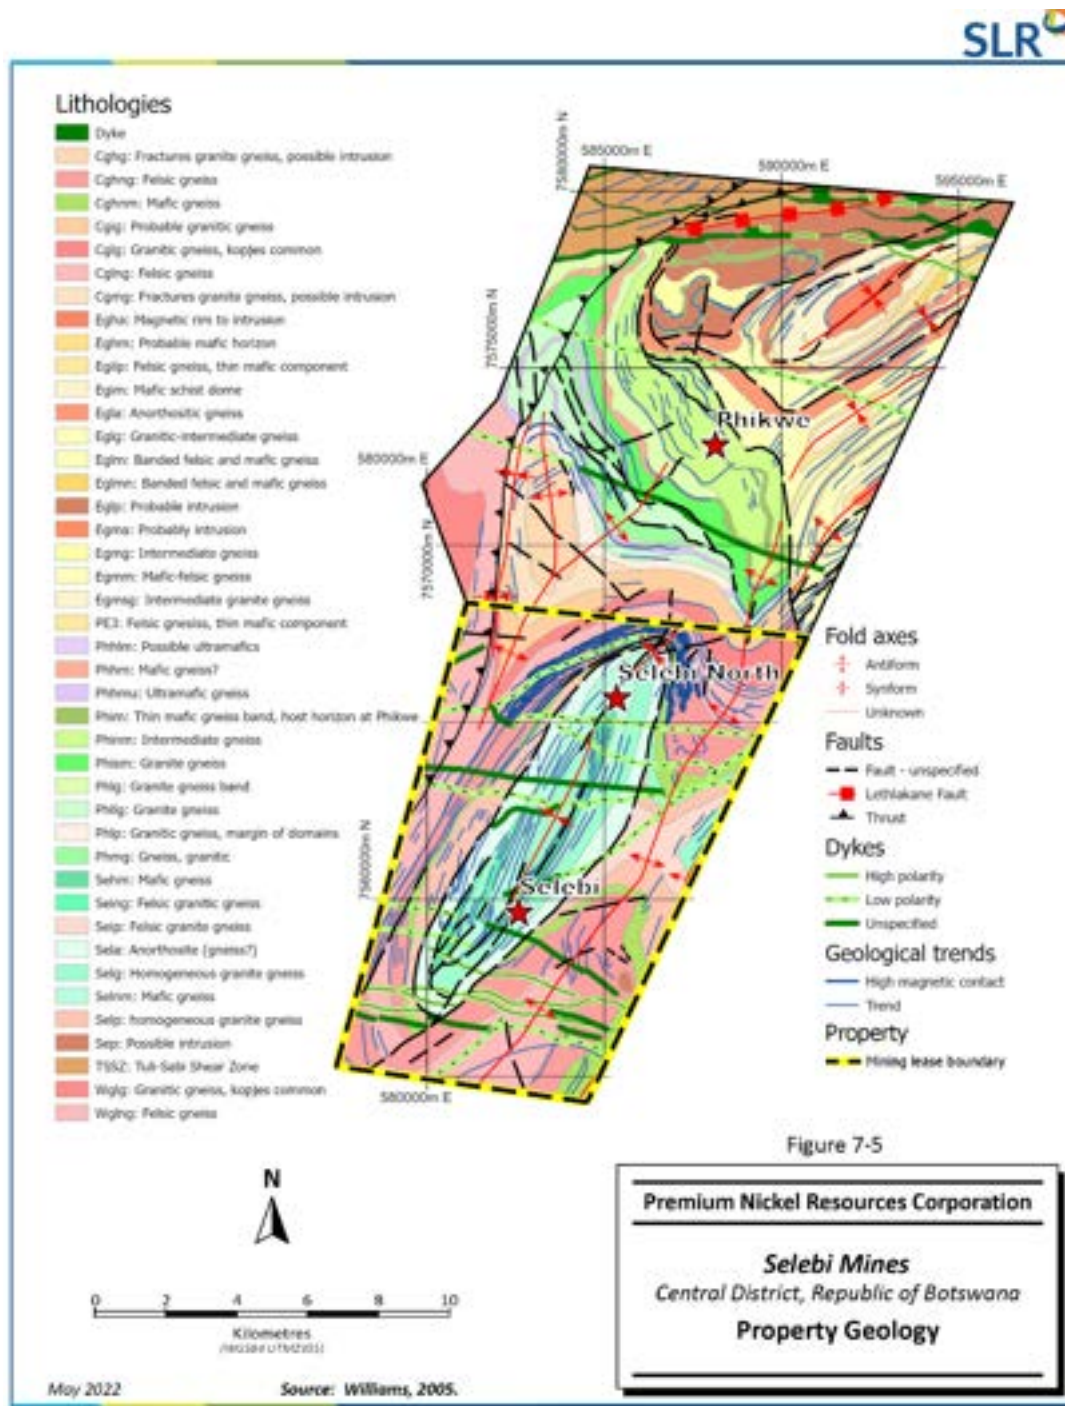 SLR
Lithologies
Dyke
Cghg: Fractures granite gneiss, possible intrusion
Cghng: Felsic gneiss
Cghnm: Mafic gneiss
Cgig: Probable granitic gneiss
Cglg: Granitic gneiss, kopjes common
Cglng: Felsic gneiss
Cgmg: Fractures granite gneiss, possible intrusion
Egha: Magnetic rim to intrusion
Eghm: Probable mafic horizon
Egilp: Felsic gneiss, thin mafic component
Egim: Mafic schist dome
Egla: Anorthositic gneiss
Eglg: Granitic-intermediate gneiss
Eglm: Banded felsic and mafic gneiss
Eglmn: Banded felsic and mafic gneiss
Eglp: Probable intrusion
Egma: Probably intrusion
Egmg: Intermediate gneiss
Egmm: Mafic-felsic gneiss
Egmsg: Intermediate granite gneiss
PE3: Felsic gneiss, thin mafic component
Phhlm: Possible ultramafics
Phhm: Mafic gneiss?
Phhmu: Ultramafic gneiss
Phim: Thin mafic gneiss band, host horizon at Phikwe
Phinm: Intermediate gneiss
Phism: Granite gneiss
Phlg: Granite gneiss band
Phllg: Granite gneiss
Phlp: Granitic gneiss, margin of domains
Phmg: Gneiss, granitic
Sehm: Mafic gneiss
Seing: Felsic granitic gneiss
Seip: Felsic granite gneiss
Sela: Anorthosite (gneiss?)
Selg: Homogeneous granite gneiss
Selnm: Mafic gneiss
Selp: homogeneous granite gneiss
Sep: Possible intrusion
TSSZ: Tuli-Sabi Shear Zone
Wglg: Granitic gneiss, kopjes common
Wglng: Felsic gneiss
585000m E
590000m E
595000m E
7580000m N
7575000m N
580000m E
7570000m N
7560000m N
580000m E
Phikwe
Selebi North
Selebi
Fold axes
Antiform
Synform
Unknown
Faults
Fault - unspecified
Lethlakane Fault
Thrust
Dykes
High polarity
Low polarity
Unspecified
Geological trends
High magnetic contact
Trend
Property
Mining lease boundary
N
0 2 4 6 8 10
Kilometres
Figure 7-5
Premium Nickel Resources Corporation
Selebi Mines
Central District, Republic of Botswana
Property Geology
May 2022
Source: Williams, 2005.